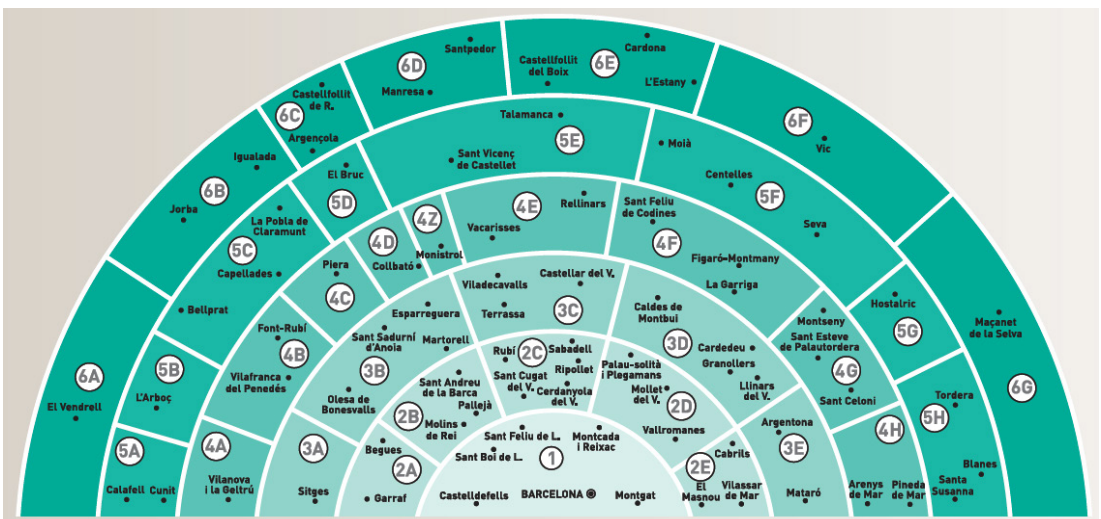 6D
Santpedor
Manresa
Castellfollit
del Boix
6E
Cardona
L'Estany
6C
Castellfollit
de R.
Argençola
6F
Vic
Igualada
6B
Jorba
Talamanca
5E
Sant Vicenç
de Castellet
Moià
Centelles
5F
Seva
El Bruc
5D
La Pobla de
Claramunt
5C
Capellades
Bellprat
4Z
Monistrol
4D
Collbató
4E
Rellinars
Vacarisses
Sant Feliu
de Codines
4F
Figaró-Montmany
La Garriga
Piera
4C
Font-Rubí
4B
Vilafranca
del Penedés
Hostalric
5G
Maçanet
de la Selva
6G
6A
El Vendrell
5B
L'Arboç
Viladecavalls
Castellar del V.
Terrassa
3C
Esparreguera
Sant Sadurní
d'Anoia
Martorell
3B
Olesa de
Bonesvalls
Caldes de
Montbui
3D
Cardedeu
Granollers
Llinars
del V.
Montseny
Sant Esteve
de Palautordera
4G
Sant Celoni
Rubí
2C
Sabadell
Ripollet
Sant Cugat
del V.
Cerdanyola
del V.
Palau-solità
i Plegamans
Mollet
del V.
2D
Vallromanes
Sant Andreu
de la Barca
Pallejà
2B
Molins
de Rei
Tordera
5H
Blanes
Santa
Susanna
5A
Calafell
Cunit
4A
Vilanova
i la Geltrú
3A
Sitges
Begues
2A
Garraf
Sant Feliu de L.
Sant Boi de L.
1
Montcada
i Reixac
Castelldefells
BARCELONA
Montgat
Cabrils
2E
El
Masnou
Vilassar
de Mar
Argentona
3E
Mataró
4H
Arenys
de Mar
Pineda
de Mar